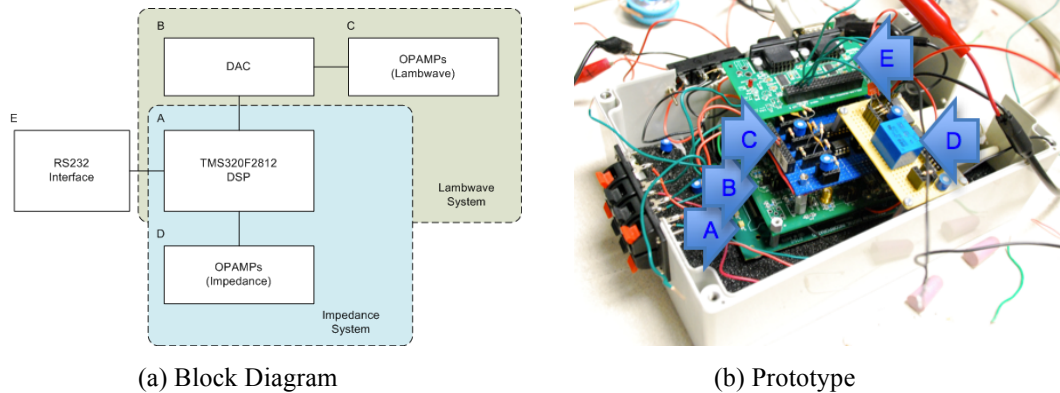 B
C
DAC
OPAMPs
(Lambwave)
A
E
RS232
Interface
TMS320F2812
DSP
Lambwave
System
D
OPAMPs
(Impedance)
Impedance
System
E
D
C
B
A
(a) Block Diagram
(b) Prototype